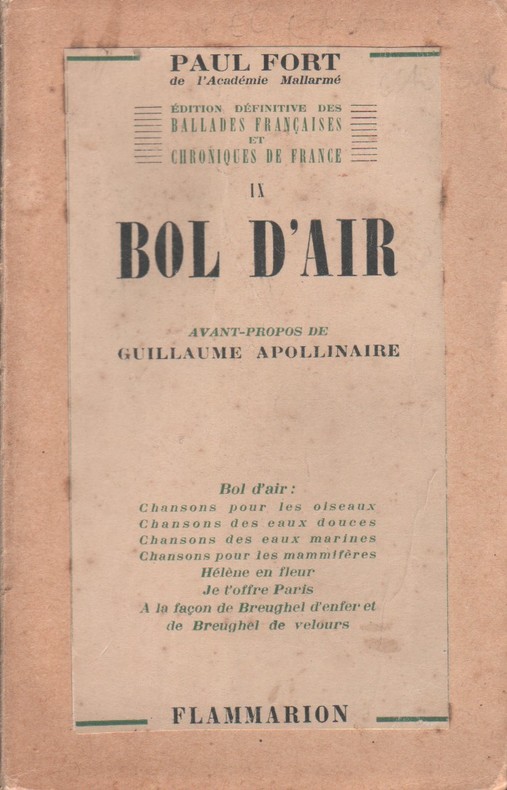 PAUL FORT
de l'Académie Mallarmé
ÉDITION DÉFINITIVE DES
BALLADES FRANÇAISES
ET
CHRONIQUES DE FRANCE
IX
BOL D'AIR
AVANT-PROPOS DE
GUILLAUME APOLLINAIRE
Bol d'air :
Chansons pour les oiseaux
Chansons des eaux douces
Chansons des eaux marines
Chansons pour les mammifères
Hélène en fleur
Je t'offre Paris
A la façon de Breughel d'enfer et
de Breughel de velours
FLAMMARION